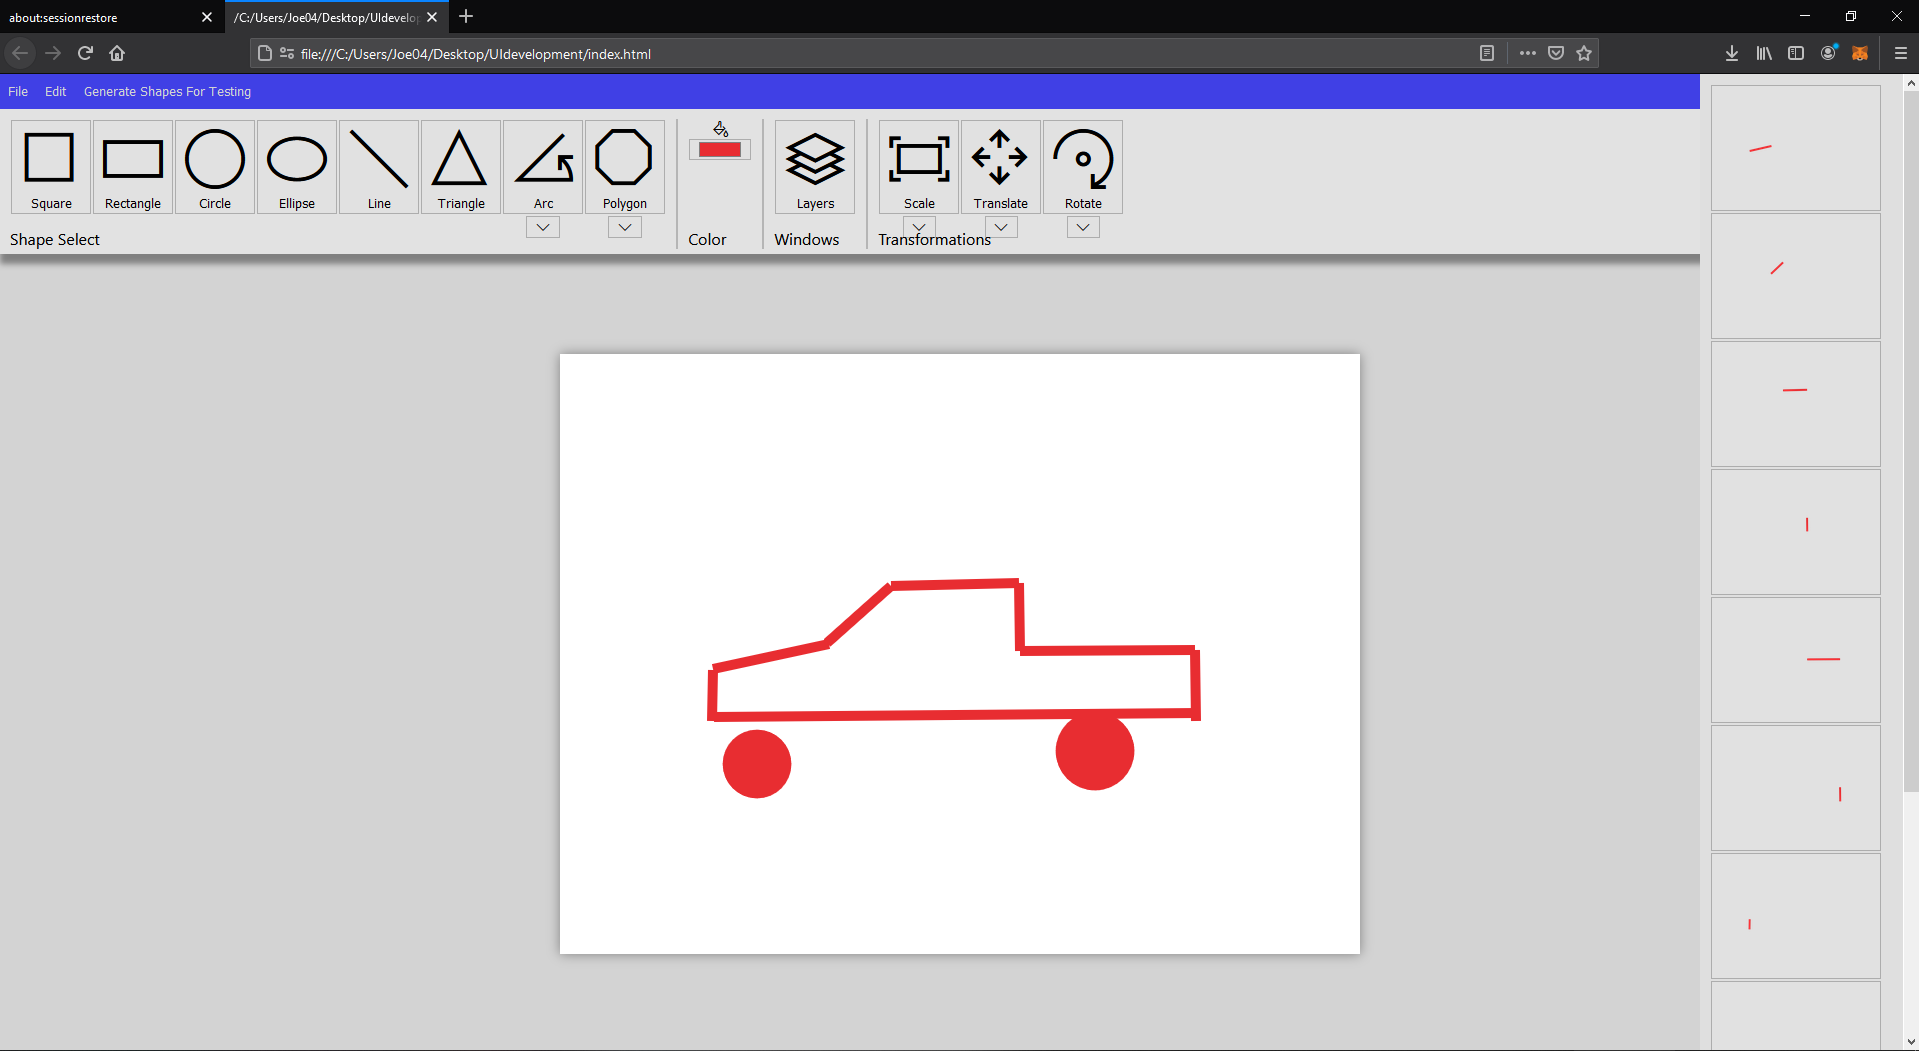 about:sessionrestore
/C:/Users/Joe04/Desktop/UIdevelop
file:///C:/Users/Joe04/Desktop/UIdevelopment/index.html
File Edit Generate Shapes For Testing
Square Rectangle Circle Ellipse Line Triangle Arc Polygon Layers Scale Translate Rotate
Shape Select Color Windows Transformations